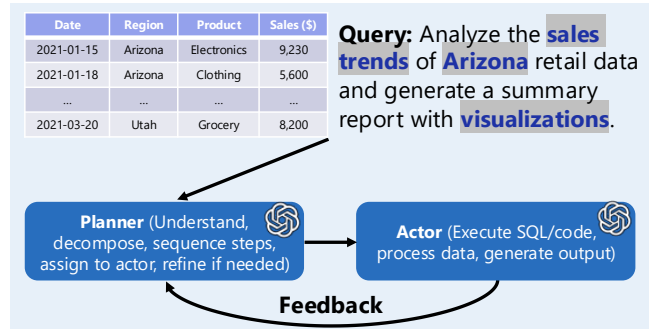 Date Region Product Sales ($)
2021-01-15 Arizona Electronics 9,230
2021-01-18 Arizona Clothing 5,600
... ... ... ...
2021-03-20 Utah Grocery 8,200
Query: Analyze the sales
trends of Arizona retail data
and generate a summary
report with visualizations.
Planner (Understand,
decompose, sequence steps,
assign to actor, refine if needed)
Actor (Execute SQL/code,
process data, generate output)
Feedback